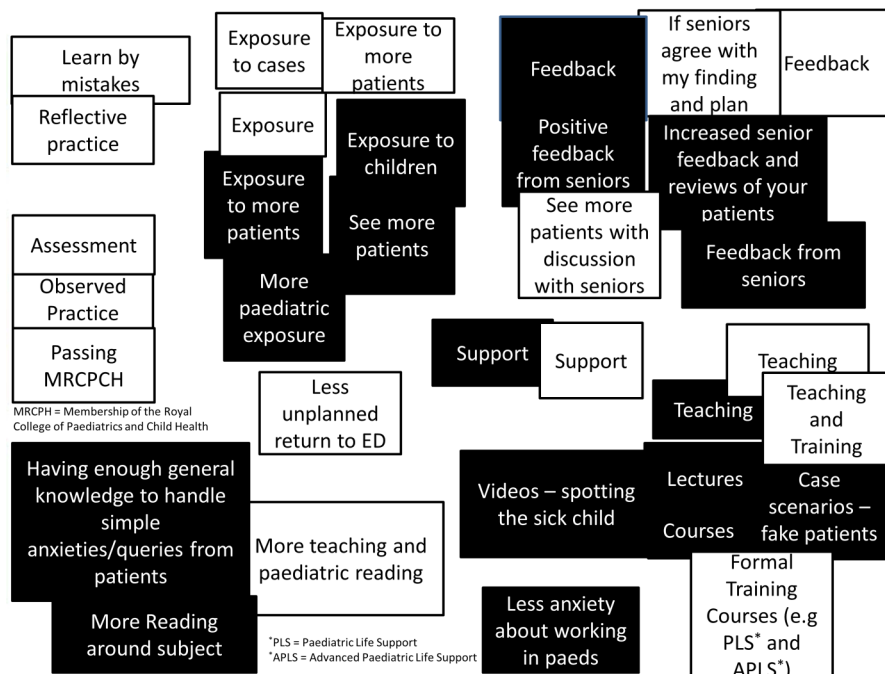 Learn by
mistakes
Reflective
practice
Exposure
to cases
Exposure to
more
patients
Exposure
Exposure to
children
Exposure
to more
patients
See more
patients
More
paediatric
exposure
Feedback
If seniors
agree with
my finding
and plan
Feedback
Positive
feedback
from seniors
Increased senior
feedback and
reviews of your
patients
See more
patients with
discussion
with seniors
Feedback from
seniors
Assessment
Observed
Practice
Passing
MRCPCH
MRCPH = Membership of the Royal
College of Paediatrics and Child Health
Less
unplanned
return to ED
Support
Support
Teaching
Teaching
Teaching
and
Training
Having enough general
knowledge to handle
simple
anxieties/queries from
patients
More teaching and
paediatric reading
More Reading
around subject
*PLS = Paediatric Life Support
*APLS = Advanced Paediatric Life Support
Videos – spotting
the sick child
Lectures
Courses
Case
scenarios –
fake patients
Less anxiety
about working
in paeds
Formal
Training
Courses (e.g
PLS* and
APLS*)